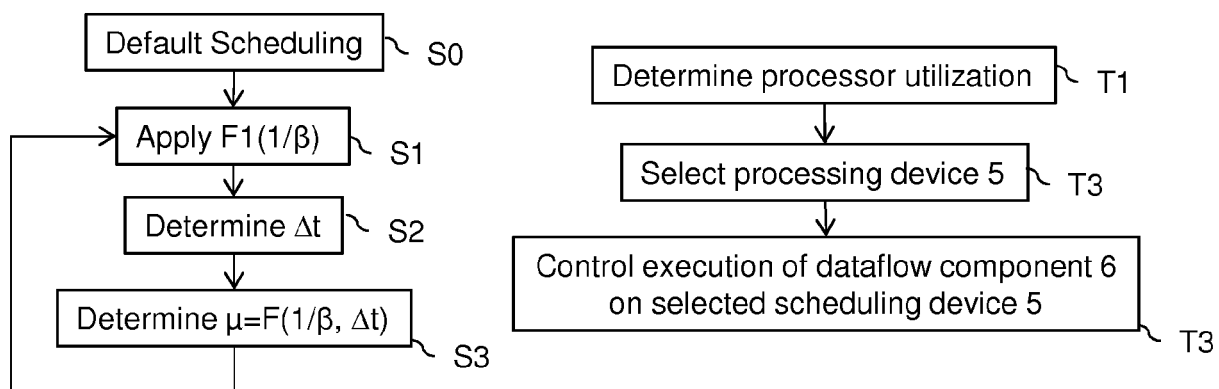 Default Scheduling
S0
Apply F1(1/β)
S1
Determine Δt
S2
Determine µ=F(1/β, Δt)
S3
Determine processor utilization
T1
Select processing device 5
T3
Control execution of dataflow component 6
on selected scheduling device 5
T3